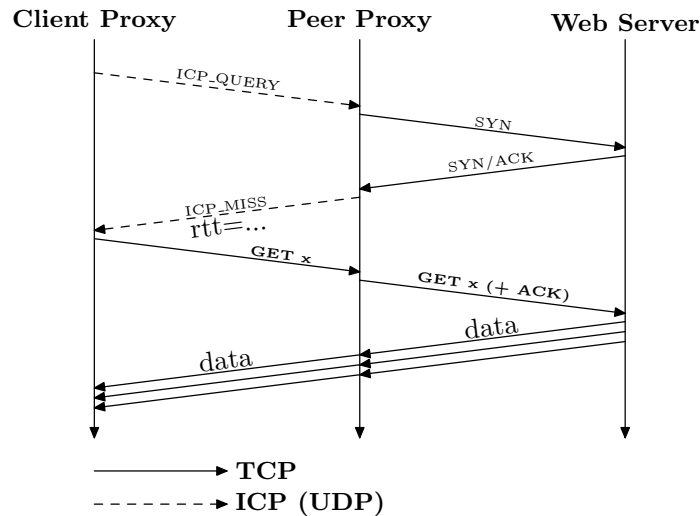 Client Proxy Peer Proxy Web Server
ICP_QUERY
SYN
SYN/ACK
ICP_MISS
rtt=...
GET x
GET x (+ ACK)
data
data
TCP
ICP (UDP)